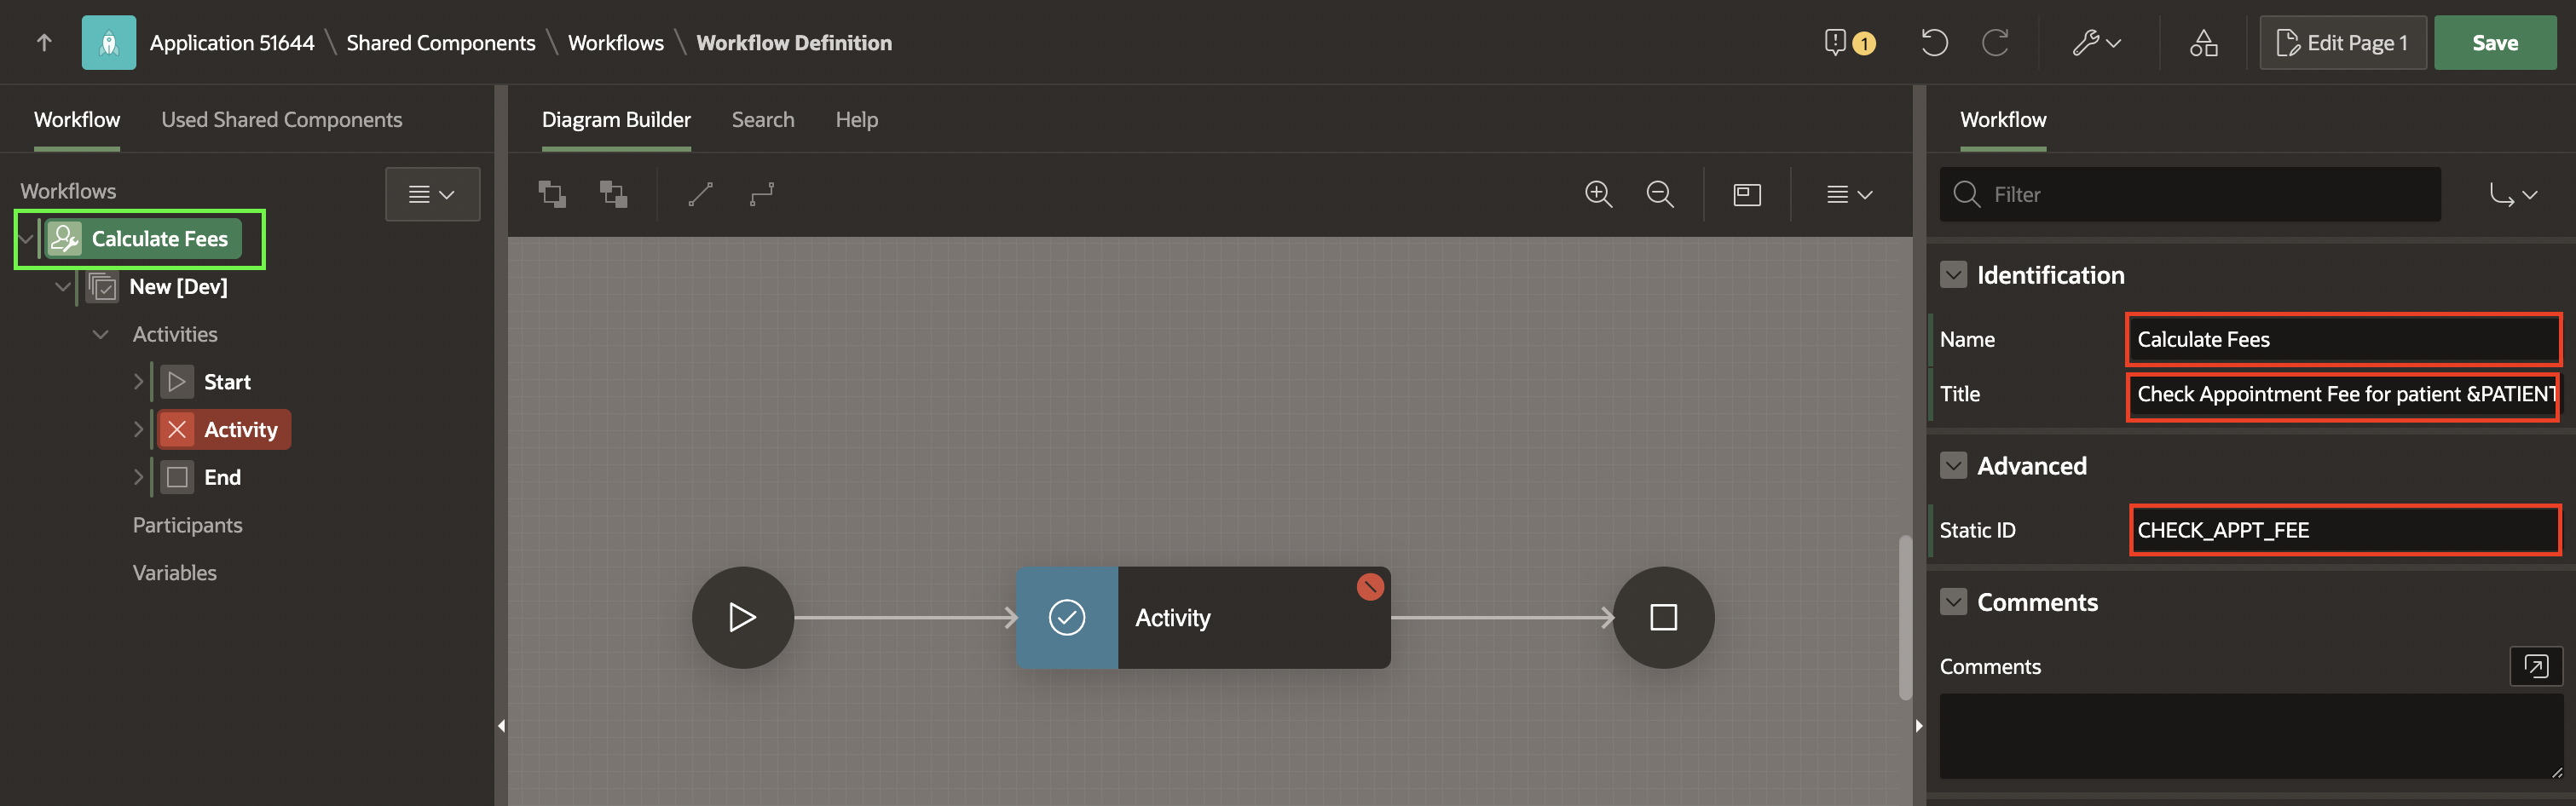 Application 51644 \ Shared Components \ Workflows \ Workflow Definition
1
Edit Page 1
Save
Workflow
Used Shared Components
Workflows
Calculate Fees
New [Dev]
Activities
Start
Activity
End
Participants
Variables
Diagram Builder
Search
Help
Activity
Workflow
Filter
Identification
Name
Calculate Fees
Title
Check Appointment Fee for patient &PATIENT
Advanced
Static ID
CHECK_APPT_FEE
Comments
Comments